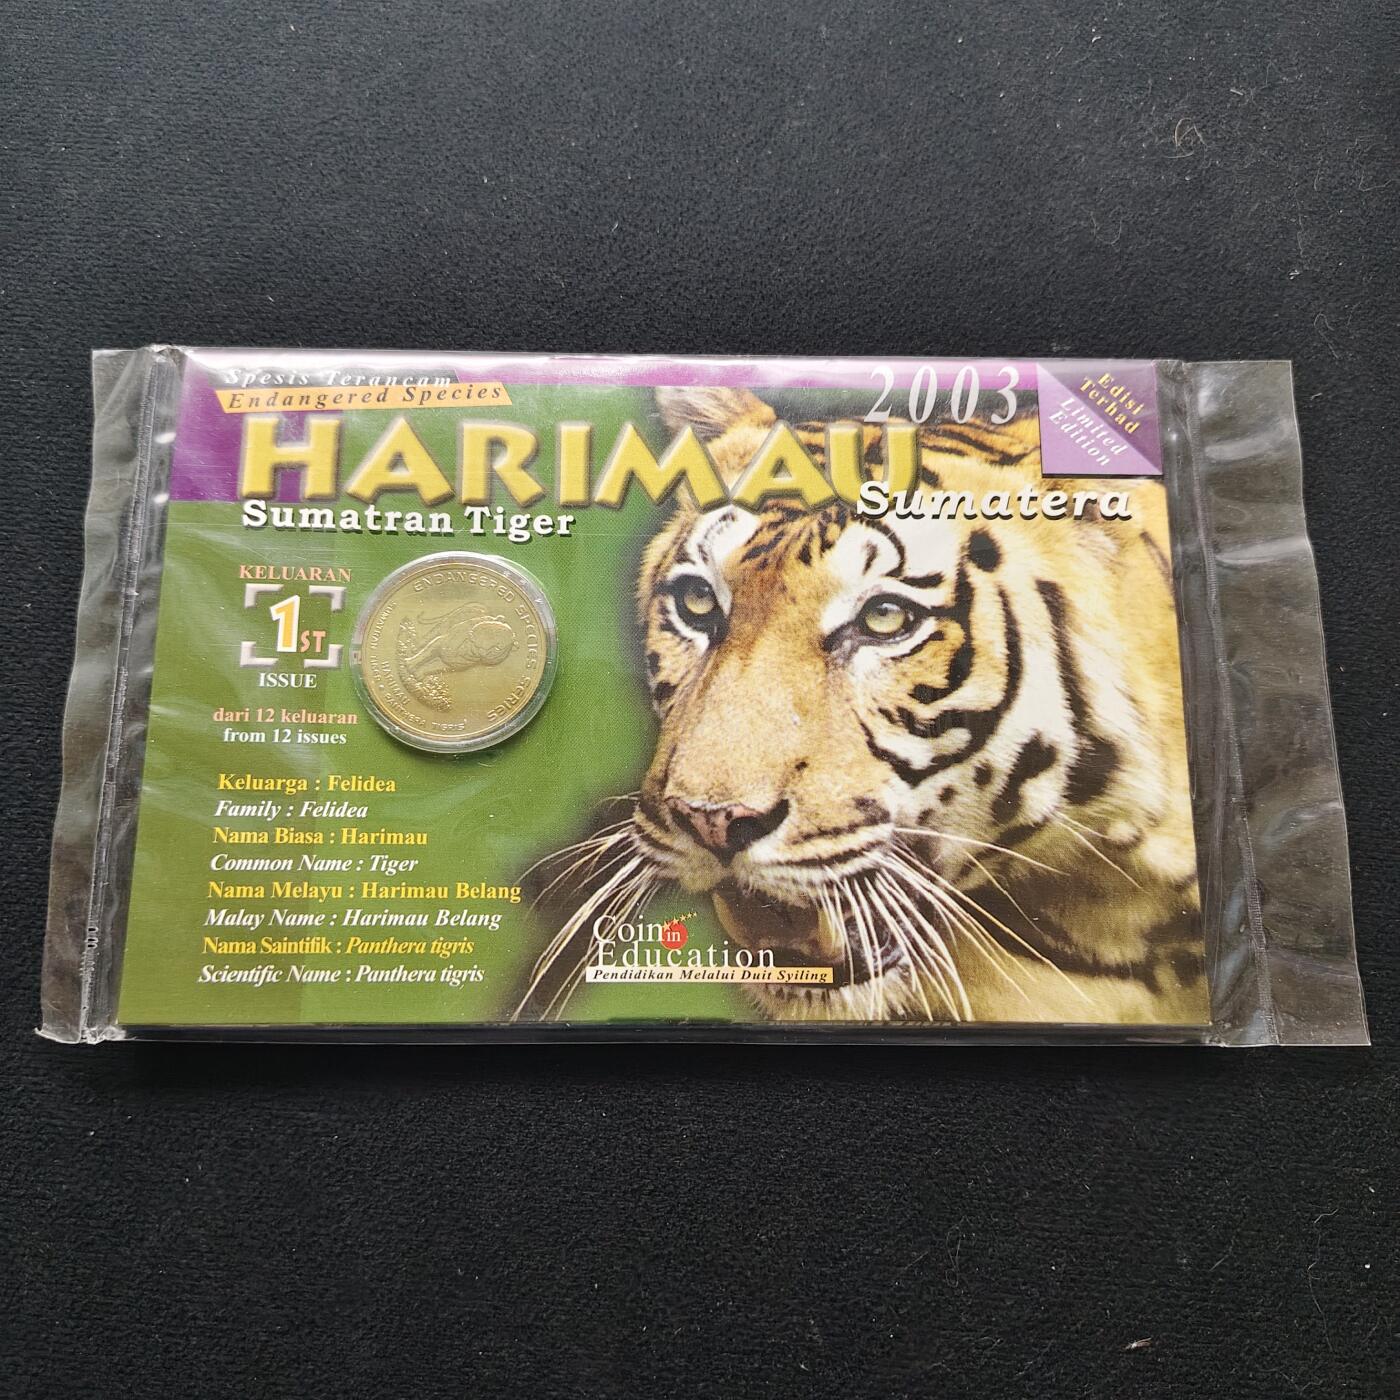 Spesis Terancam
Endangered Species
2003
Edisi
Terhad
Limited
Edition
HARIMAU
Sumatran Tiger
Sumatera
KELUARAN
1ST
ISSUE
dari 12 keluaran
from 12 issues
ENDANGERED SPECIES SERIES
PANTHERA TIGRIS
Keluarga : Felidea
Family : Felidea
Nama Biasa : Harimau
Common Name : Tiger
Nama Melayu : Harimau Belang
Malay Name : Harimau Belang
Nama Saintifik : Panthera tigris
Scientific Name : Panthera tigris
Coin in
Education
Pendidikan Melalui Duit Syiling